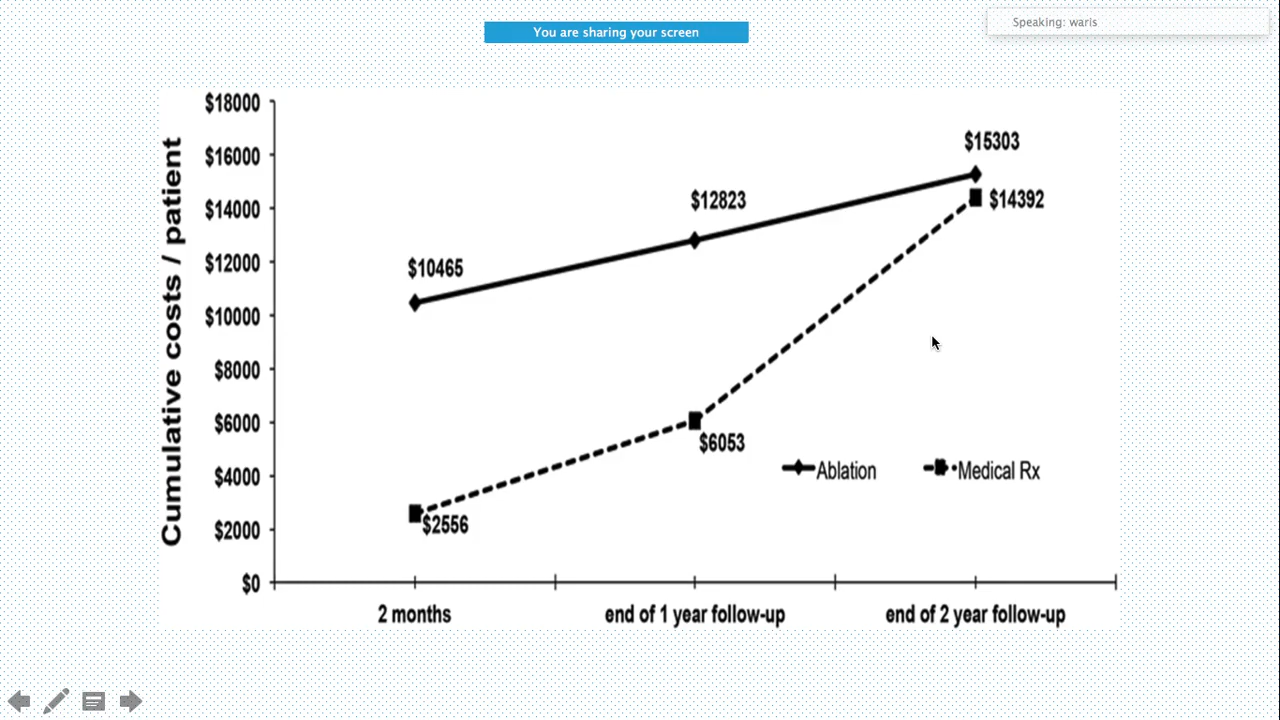 Speaking: waris
You are sharing your screen
Cumulative costs / patient
$18000
$16000
$14000
$12000
$10000
$8000
$6000
$4000
$2000
$0
$10465
$12823
$15303
$14392
$6053
$2556
Ablation
Medical Rx
2 months
end of 1 year follow-up
end of 2 year follow-up